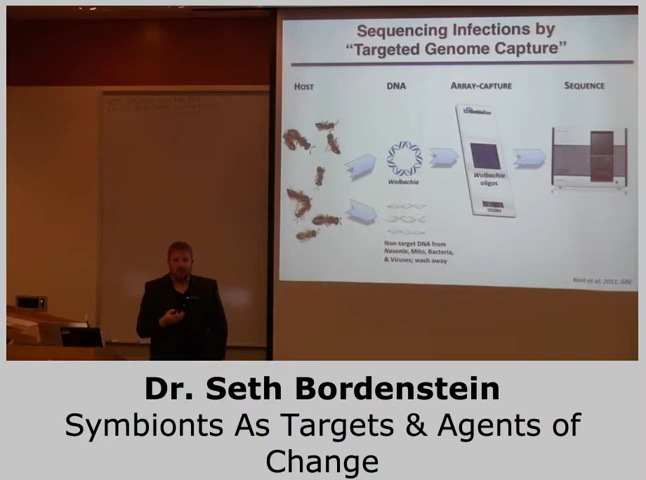 Sequencing Infections by
"Targeted Genome Capture"
HOST
DNA
ARRAY-CAPTURE
SEQUENCE
Wolbachia
Wolbachia
oligos
Non-target DNA from
Nasonia, Mito, Bacteria,
& Viruses; wash away
Kent et al. 2011, GBE
Dr. Seth Bordenstein
Symbionts As Targets & Agents of
Change